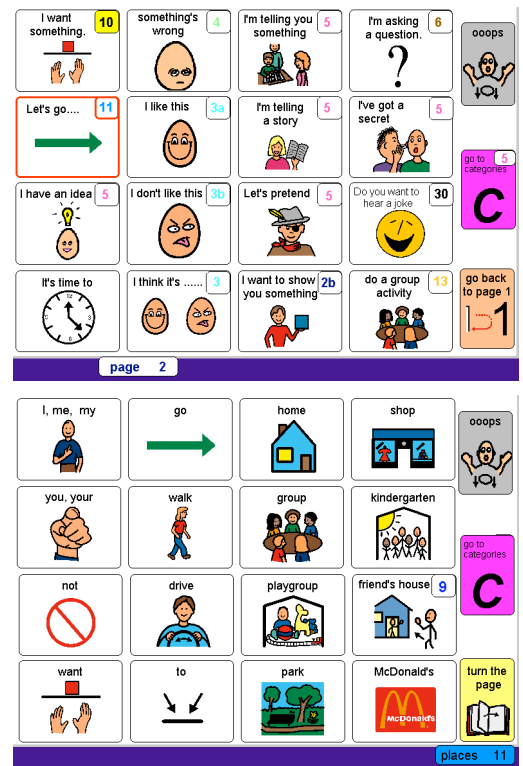 I want
something.
10
something's
wrong
4
I'm telling you
something
5
I'm asking
a question.
6
?
ooops
Let's go....
11
I like this
3a
I'm telling
a story
5
I've got a
secret
5
go to
categories
5
C
I have an idea
5
I don't like this
3b
Let's pretend
5
Do you want to
hear a joke
30
It's time to
12
3
6
9
I think it's ......
3
I want to show
you something
2b
do a group
activity
13
go back
to page 1
1
page 2
I, me, my
go
home
shop
ooops
you, your
walk
group
kindergarten
go to
categories
C
not
drive
playgroup
friend's house
9
want
to
park
McDonald's
McDonald's
turn the
page
places 11